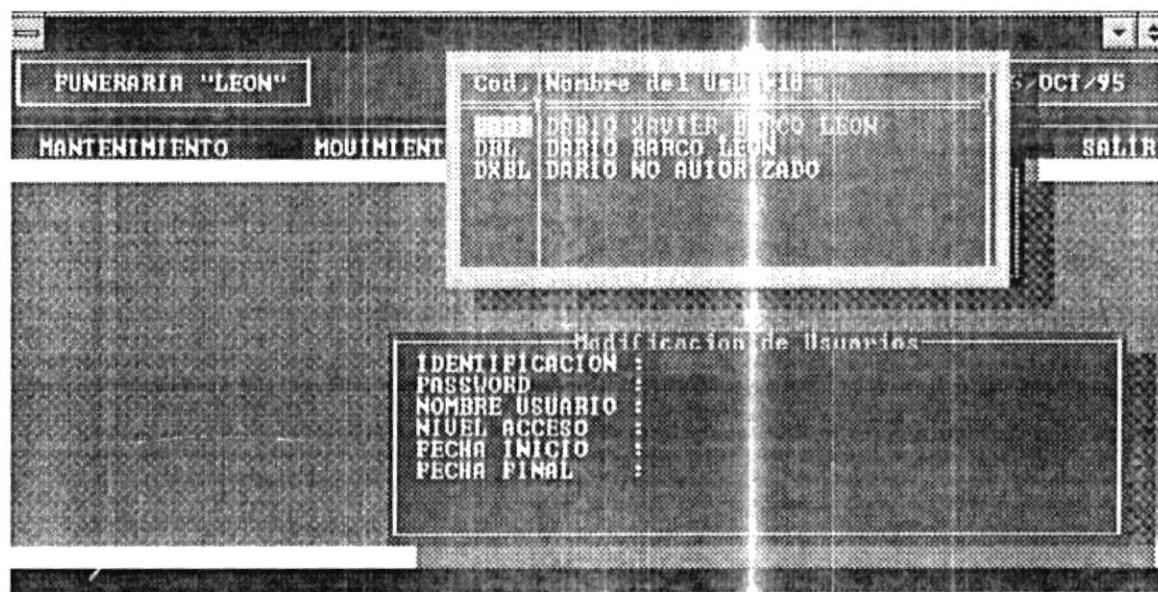 FUNERARIA "LEON"
/OCT/95
MANTENIMIENTO MOVIMIENT SALIR
Cod. Nombre del Usuario
DARIO XAVIER BARCO LEON
DBL DARIO BARCO LEON
DXBL DARIO NO AUTORIZADO
Modificacion de Usuarios
IDENTIFICACION :
PASSWORD :
NOMBRE USUARIO :
NIVEL ACCESO :
FECHA INICIO :
FECHA FINAL :